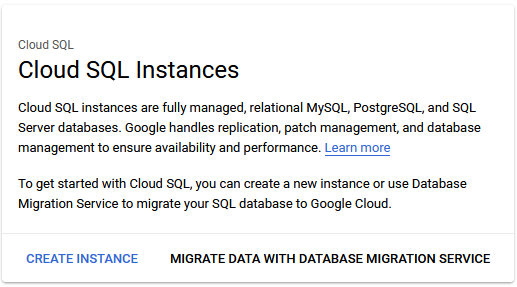 Cloud SQL
Cloud SQL Instances
Cloud SQL instances are fully managed, relational MySQL, PostgreSQL, and SQL
Server databases. Google handles replication, patch management, and database
management to ensure availability and performance. Learn more
To get started with Cloud SQL, you can create a new instance or use Database
Migration Service to migrate your SQL database to Google Cloud.
CREATE INSTANCE MIGRATE DATA WITH DATABASE MIGRATION SERVICE